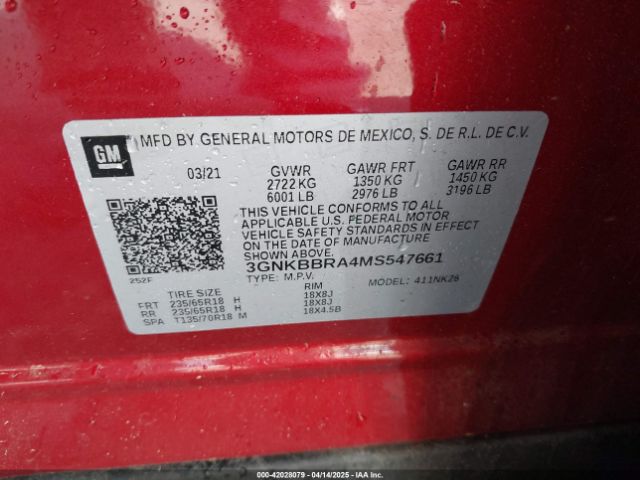 GM
MFD BY GENERAL MOTORS DE MEXICO, S. DE R.L. DE C.V.
03/21 GVWR GAWR FRT GAWR RR
2722 KG 1350 KG 1450 KG
6001 LB 2976 LB 3196 LB
THIS VEHICLE CONFORMS TO ALL
APPLICABLE U.S. FEDERAL MOTOR
VEHICLE SAFETY STANDARDS IN EFFECT
ON THE DATE OF MANUFACTURE
SHOWN ABOVE.
3GNKBBRA4MS547661
252F
TYPE: M.P.V. MODEL: 411NK26
TIRE SIZE RIM
FRT 235/65R18 H 18X8J
RR 235/65R18 H 18X8J
SPA T135/70R18 M 18X4.5B
000-42028079 - 04/14/2025 - IAAI.COM